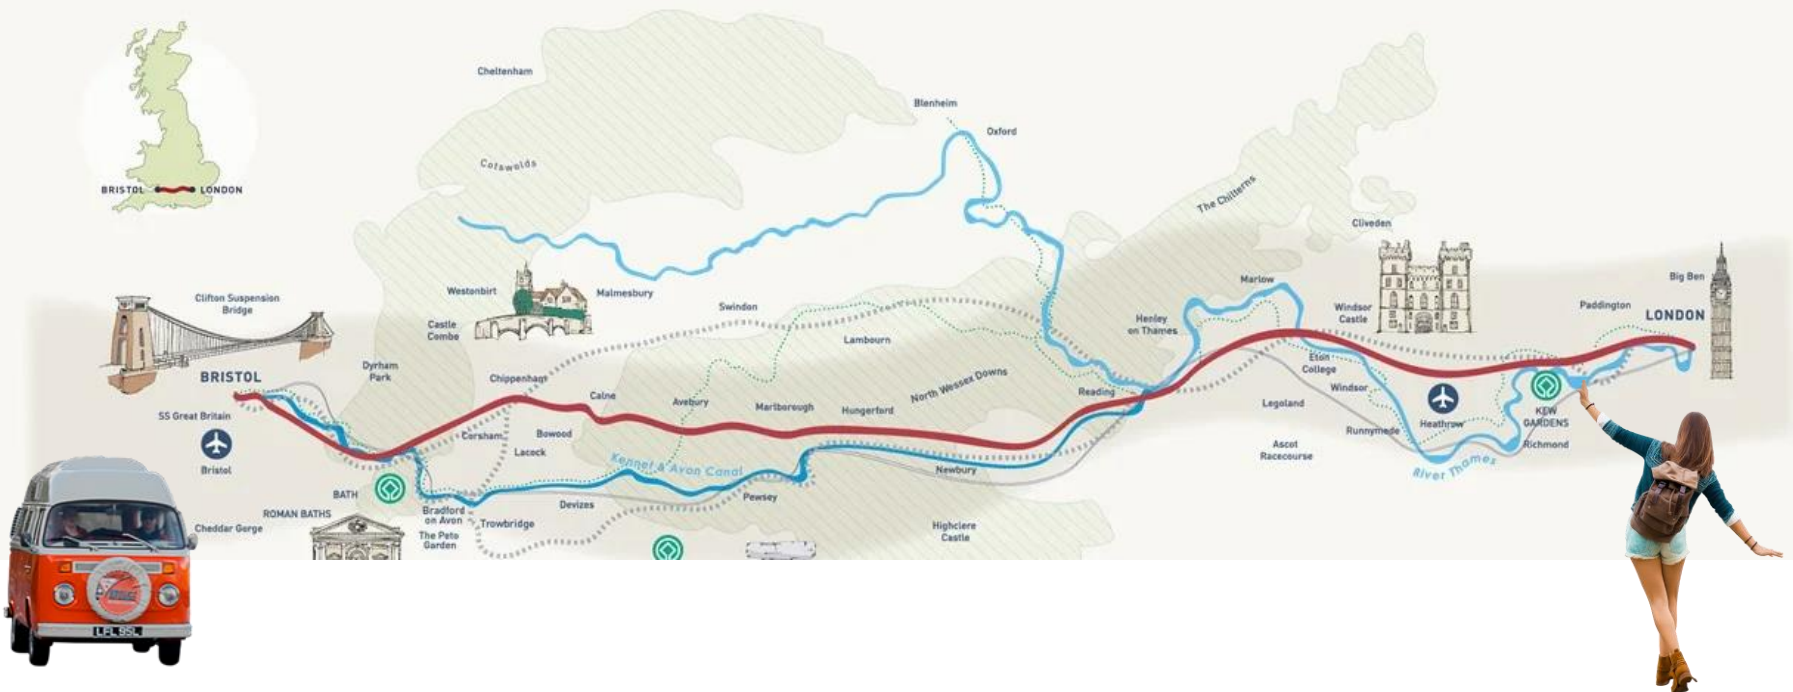 Cheltenham
Blenheim
Oxford
Cotswolds
The Chilterns
BRISTOL
LONDON
Cliveden
Clifton Suspension
Bridge
Westonbirt
Malmesbury
Swindon
Marlow
Big Ben
Castle
Combe
Henley
on Thames
Windsor
Castle
Paddington
LONDON
Lambourn
Dyrham
Park
BRISTOL
Chippenham
Eton
College
North Wessex Downs
Reading
Calne
Avebury
Marlborough
Hungerford
Windsor
Legoland
SS Great Britain
Heathrow
KEW
GARDENS
Corsham
Bowood
Runnymede
Richmond
Lacock
Ascot
Racecourse
Bristol
Kennet & Avon Canal
Newbury
River Thames
BATH
Pewsey
Devizes
ROMAN BATHS
Bradford
on Avon
Trowbridge
Cheddar Gorge
The Peto
Garden
Highclere
Castle
LFL 95L